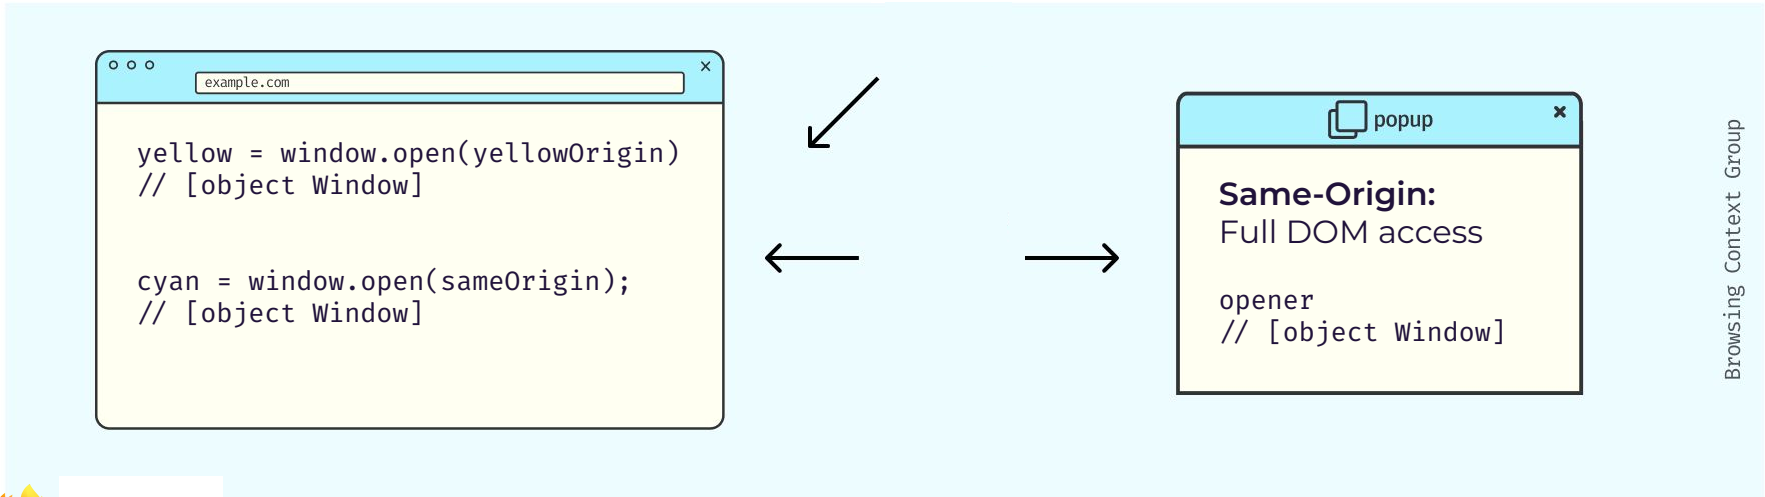 example.com
yellow = window.open(yellowOrigin)
// [object Window]
cyan = window.open(sameOrigin);
// [object Window]
popup
Same-Origin:
Full DOM access
opener
// [object Window]
Browsing Context Group